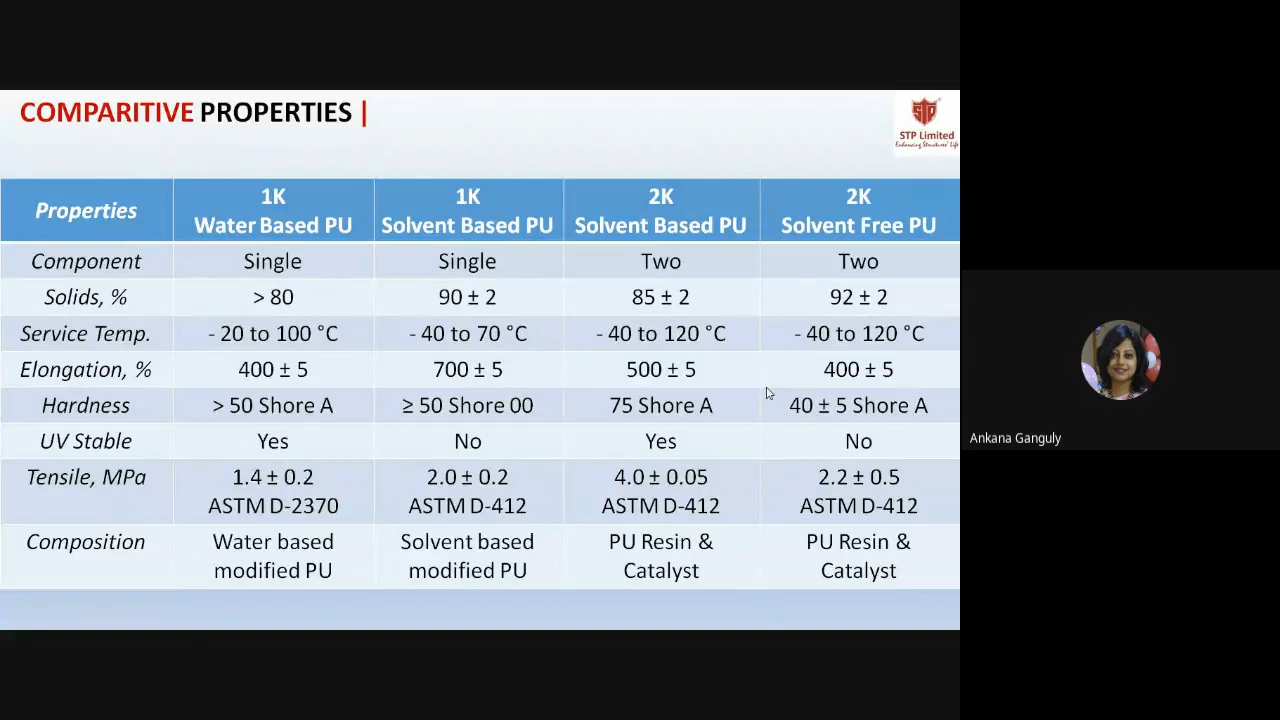 COMPARITIVE PROPERTIES |
STP
STP Limited
Enhancing Structures' Life
Properties
1K
Water Based PU
1K
Solvent Based PU
2K
Solvent Based PU
2K
Solvent Free PU
Component
Single
Single
Two
Two
Solids, %
> 80
90 ± 2
85 ± 2
92 ± 2
Service Temp.
- 20 to 100 °C
- 40 to 70 °C
- 40 to 120 °C
- 40 to 120 °C
Elongation, %
400 ± 5
700 ± 5
500 ± 5
400 ± 5
Hardness
> 50 Shore A
≥ 50 Shore 00
75 Shore A
40 ± 5 Shore A
UV Stable
Yes
No
Yes
No
Tensile, MPa
1.4 ± 0.2
ASTM D-2370
2.0 ± 0.2
ASTM D-412
4.0 ± 0.05
ASTM D-412
2.2 ± 0.5
ASTM D-412
Composition
Water based
modified PU
Solvent based
modified PU
PU Resin &
Catalyst
PU Resin &
Catalyst
Ankana Ganguly